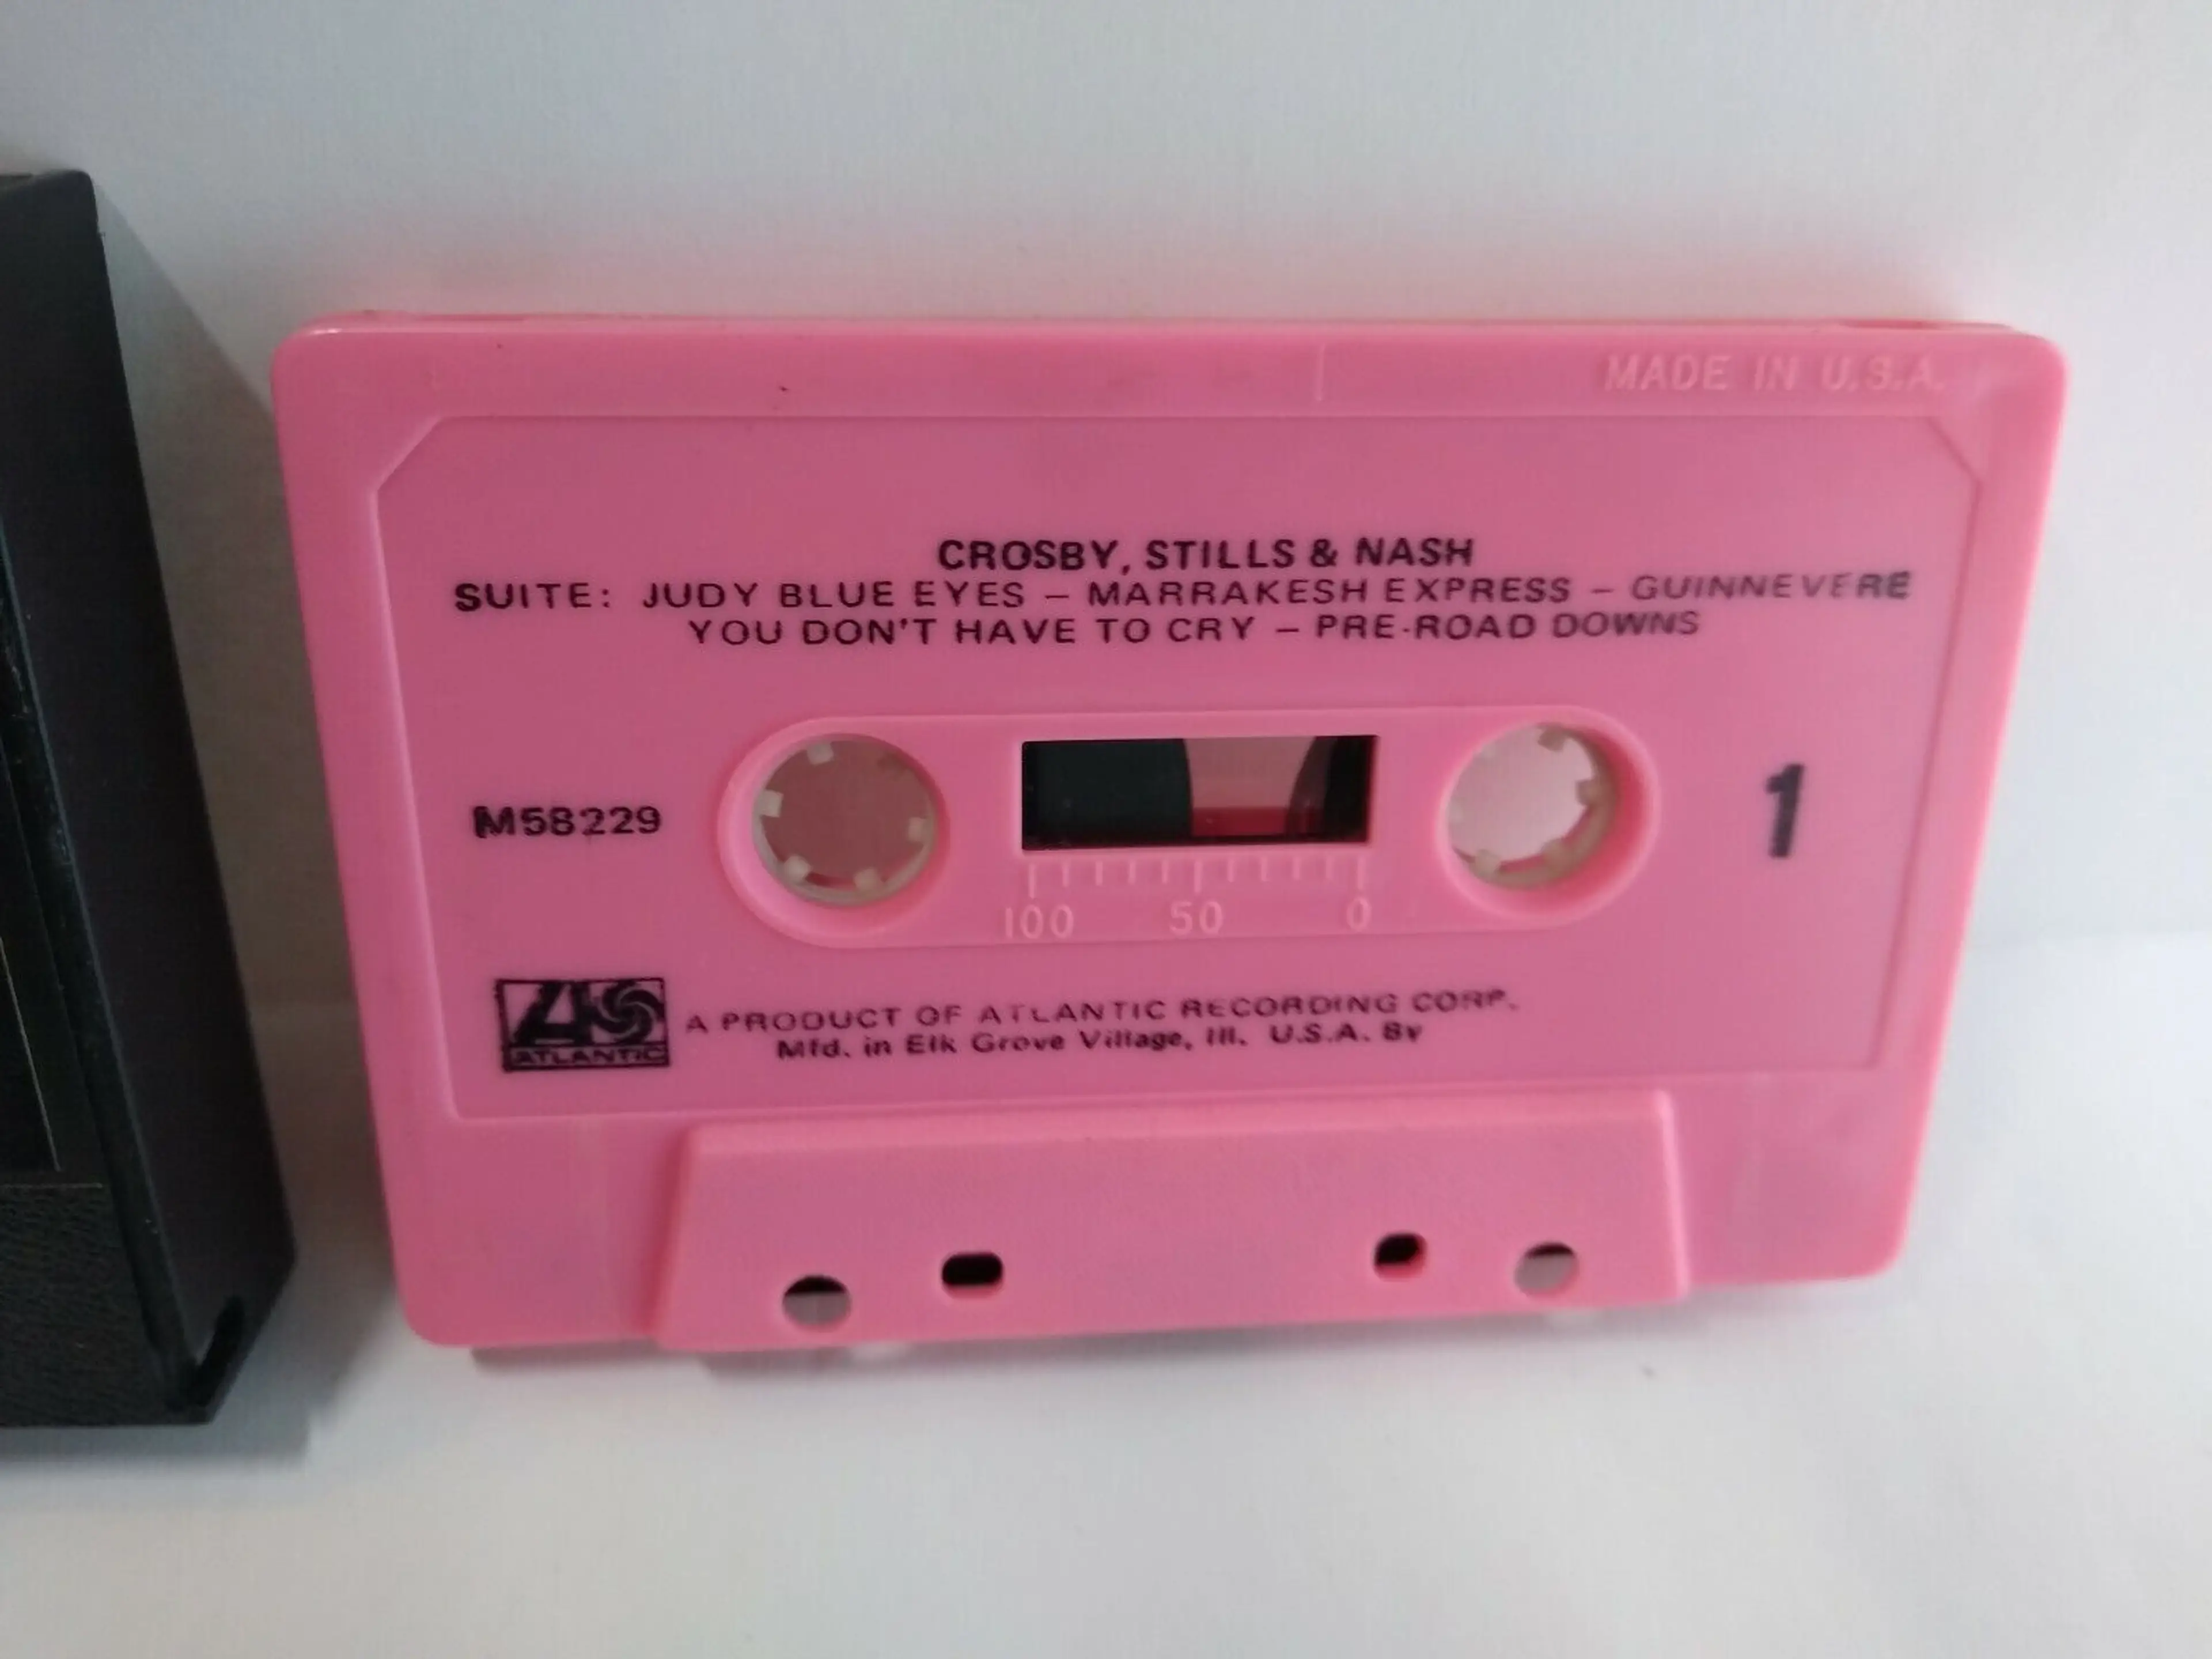 MADE IN U.S.A.
CROSBY, STILLS & NASH
SUITE: JUDY BLUE EYES – MARRAKESH EXPRESS – GUINNEVERE
YOU DON'T HAVE TO CRY – PRE-ROAD DOWNS
M58229
1
100 50 0
ATLANTIC
A PRODUCT OF ATLANTIC RECORDING CORP.
Mfd. in Elk Grove Village, Ill. U.S.A. By